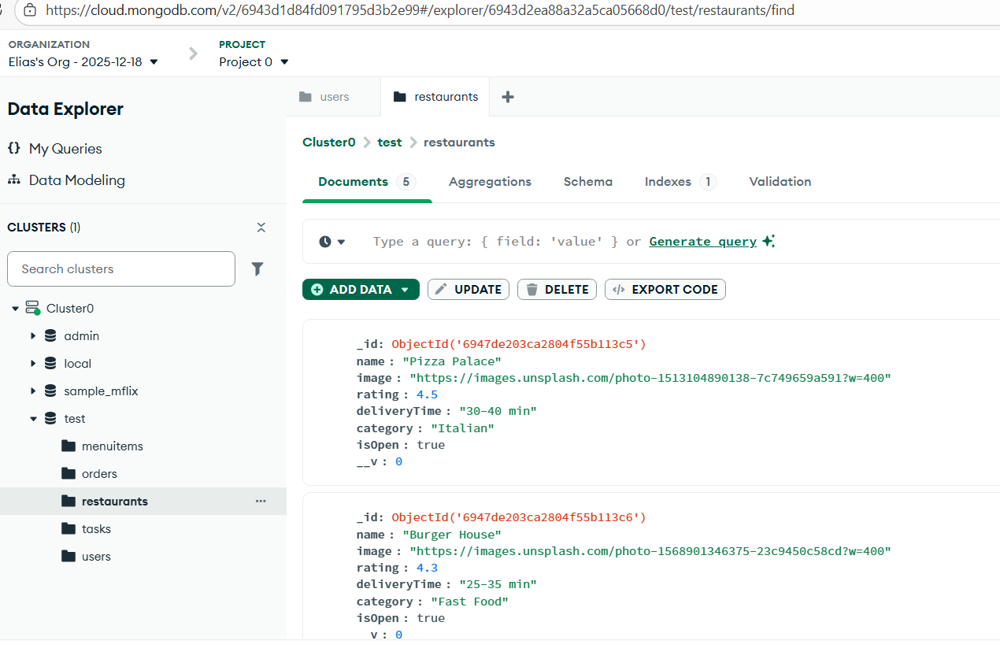 https://cloud.mongodb.com/v2/6943d1d84fd091795d3b2e99#/explorer/6943d2ea88a32a5ca05668d0/test/restaurants/find
ORGANIZATION
Elias's Org - 2025-12-18
PROJECT
Project 0
Data Explorer
{} My Queries
Data Modeling
CLUSTERS (1)
Search clusters
Cluster0
admin
local
sample_mflix
test
menuitems
orders
restaurants
tasks
users
users
restaurants
Cluster0 > test > restaurants
Documents 5 Aggregations Schema Indexes 1 Validation
Type a query: { field: 'value' } or Generate query
ADD DATA UPDATE DELETE EXPORT CODE
_id: ObjectId('6947de203ca2804f55b113c5')
name : "Pizza Palace"
image : "https://images.unsplash.com/photo-1513104890138-7c749659a591?w=400"
rating : 4.5
deliveryTime : "30-40 min"
category : "Italian"
isOpen : true
__v : 0
_id: ObjectId('6947de203ca2804f55b113c6')
name : "Burger House"
image : "https://images.unsplash.com/photo-1568901346375-23c9450c58cd?w=400"
rating : 4.3
deliveryTime : "25-35 min"
category : "Fast Food"
isOpen : true
v : 0